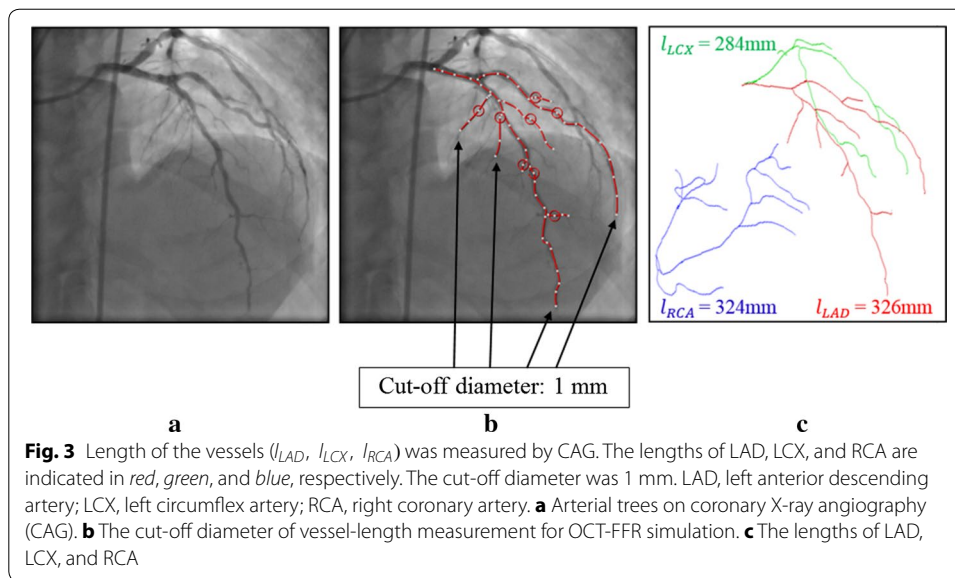 l_LCX = 284mm
l_RCA = 324mm
l_LAD = 326mm
Cut-off diameter: 1 mm
a
b
c
Fig. 3 Length of the vessels (l_LAD, l_LCX, l_RCA) was measured by CAG. The lengths of LAD, LCX, and RCA are
indicated in red, green, and blue, respectively. The cut-off diameter was 1 mm. LAD, left anterior descending
artery; LCX, left circumflex artery; RCA, right coronary artery. a Arterial trees on coronary X-ray angiography
(CAG). b The cut-off diameter of vessel-length measurement for OCT-FFR simulation. c The lengths of LAD,
LCX, and RCA